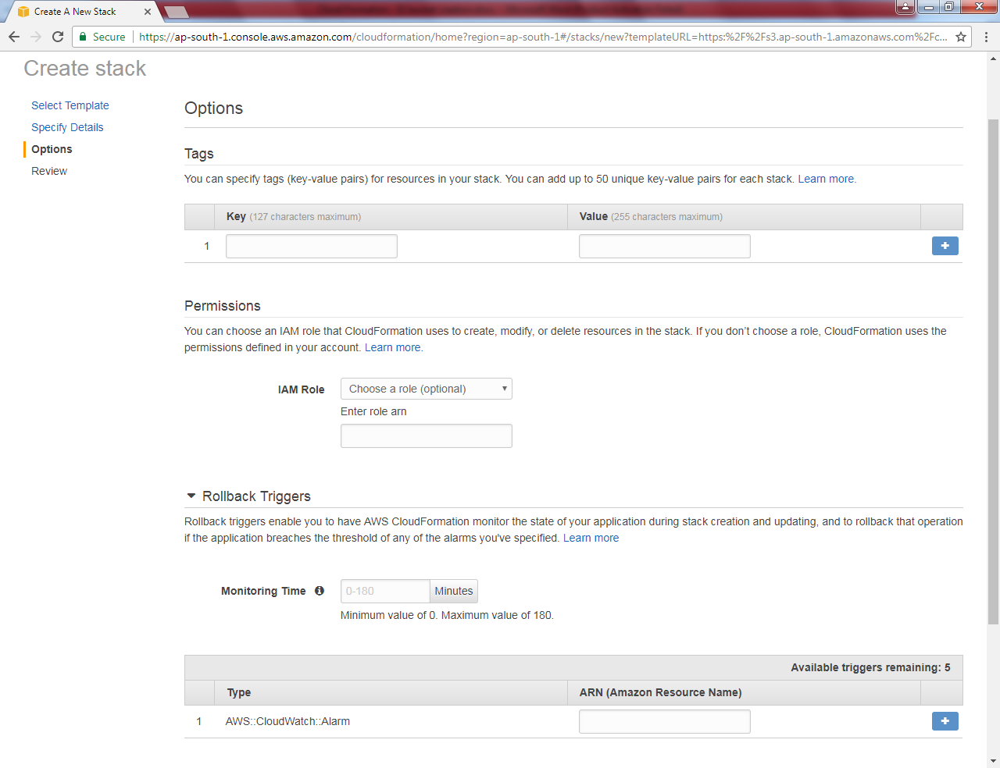 Create A New Stack
Secure
https://ap-south-1.console.aws.amazon.com/cloudformation/home?region=ap-south-1#/stacks/new?templateURL=https:%2F%2Fs3.ap-south-1.amazonaws.com%2Fc...
Create stack
Select Template
Specify Details
Options
Review
Options
Tags
You can specify tags (key-value pairs) for resources in your stack. You can add up to 50 unique key-value pairs for each stack. Learn more.
Key (127 characters maximum)
Value (255 characters maximum)
1
Permissions
You can choose an IAM role that CloudFormation uses to create, modify, or delete resources in the stack. If you don't choose a role, CloudFormation uses the
permissions defined in your account. Learn more.
IAM Role
Choose a role (optional)
Enter role arn
Rollback Triggers
Rollback triggers enable you to have AWS CloudFormation monitor the state of your application during stack creation and updating, and to rollback that operation
if the application breaches the threshold of any of the alarms you've specified. Learn more
Monitoring Time
0-180
Minutes
Minimum value of 0. Maximum value of 180.
Available triggers remaining: 5
Type
ARN (Amazon Resource Name)
1
AWS::CloudWatch::Alarm